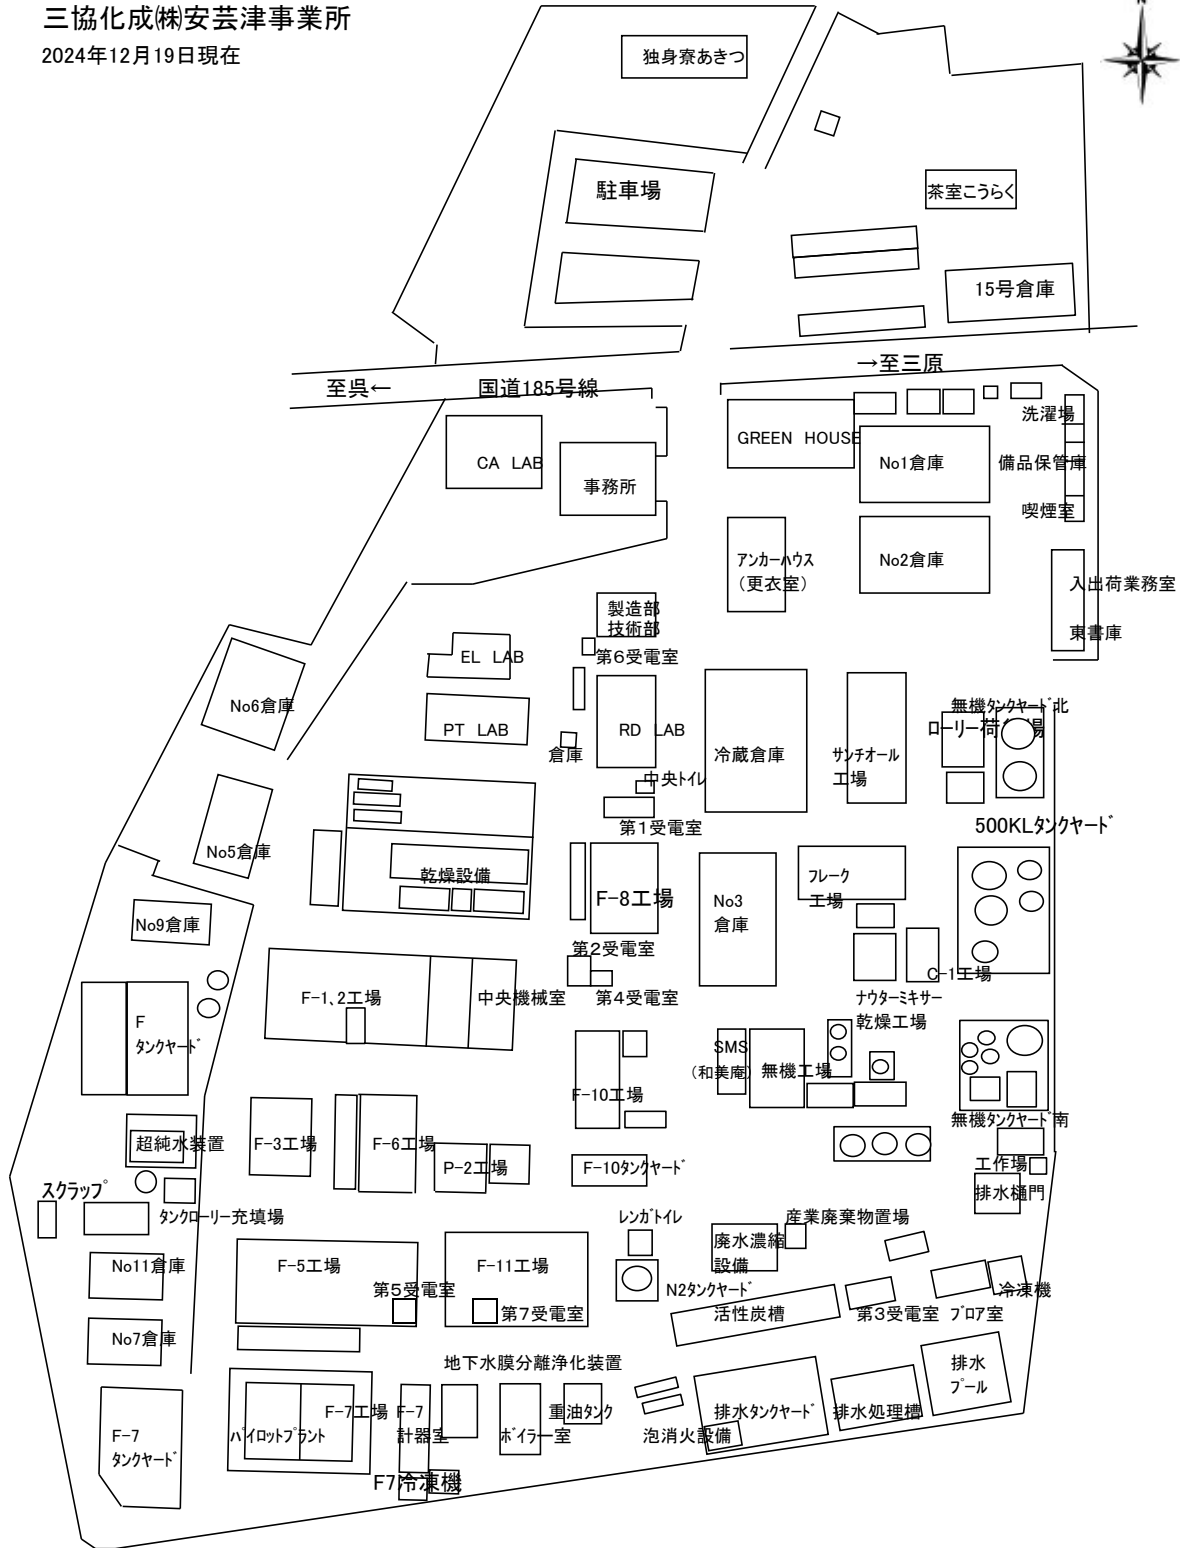 三協化成㈱安芸津事業所
2024年12月19日現在
N
独身寮あきつ
駐車場
茶室こうらく
15号倉庫
→至三原
至呉←
国道185号線
洗濯場
GREEN HOUSE
CA LAB
No1倉庫
備品保管庫
事務所
喫煙室
アンカーハウス
（更衣室）
No2倉庫
入出荷業務室
製造部
技術部
東書庫
EL LAB
第6受電室
No6倉庫
無機タンクヤード北
PT LAB
RD LAB
倉庫
冷蔵倉庫
サンチオール
工場
中央トイレ
第1受電室
500KLタンクヤード
No5倉庫
乾燥設備
フレーク
工場
F-8工場
No3
倉庫
No9倉庫
第2受電室
C-1工場
F-1、2工場
中央機械室
第4受電室
ナウターミキサー
乾燥工場
F
タンクヤード
SMS
（和美庵）
無機工場
F-10工場
無機タンクヤード南
超純水装置
F-3工場
F-6工場
P-2工場
F-10タンクヤード
工作場
排水樋門
スクラップ
タンクローリー充填場
レンガトイレ
産業廃棄物置場
廃水濃縮
設備
No11倉庫
F-5工場
F-11工場
第5受電室
N2タンクヤード
冷凍機
第7受電室
活性炭槽
第3受電室
ブロア室
No7倉庫
地下水膜分離浄化装置
排水
プール
F-7工場
F-7
計器室
重油タンク
排水タンクヤード
排水処理槽
F-7
タンクヤード
パイロットプラント
ボイラー室
泡消火設備
F7冷凍機